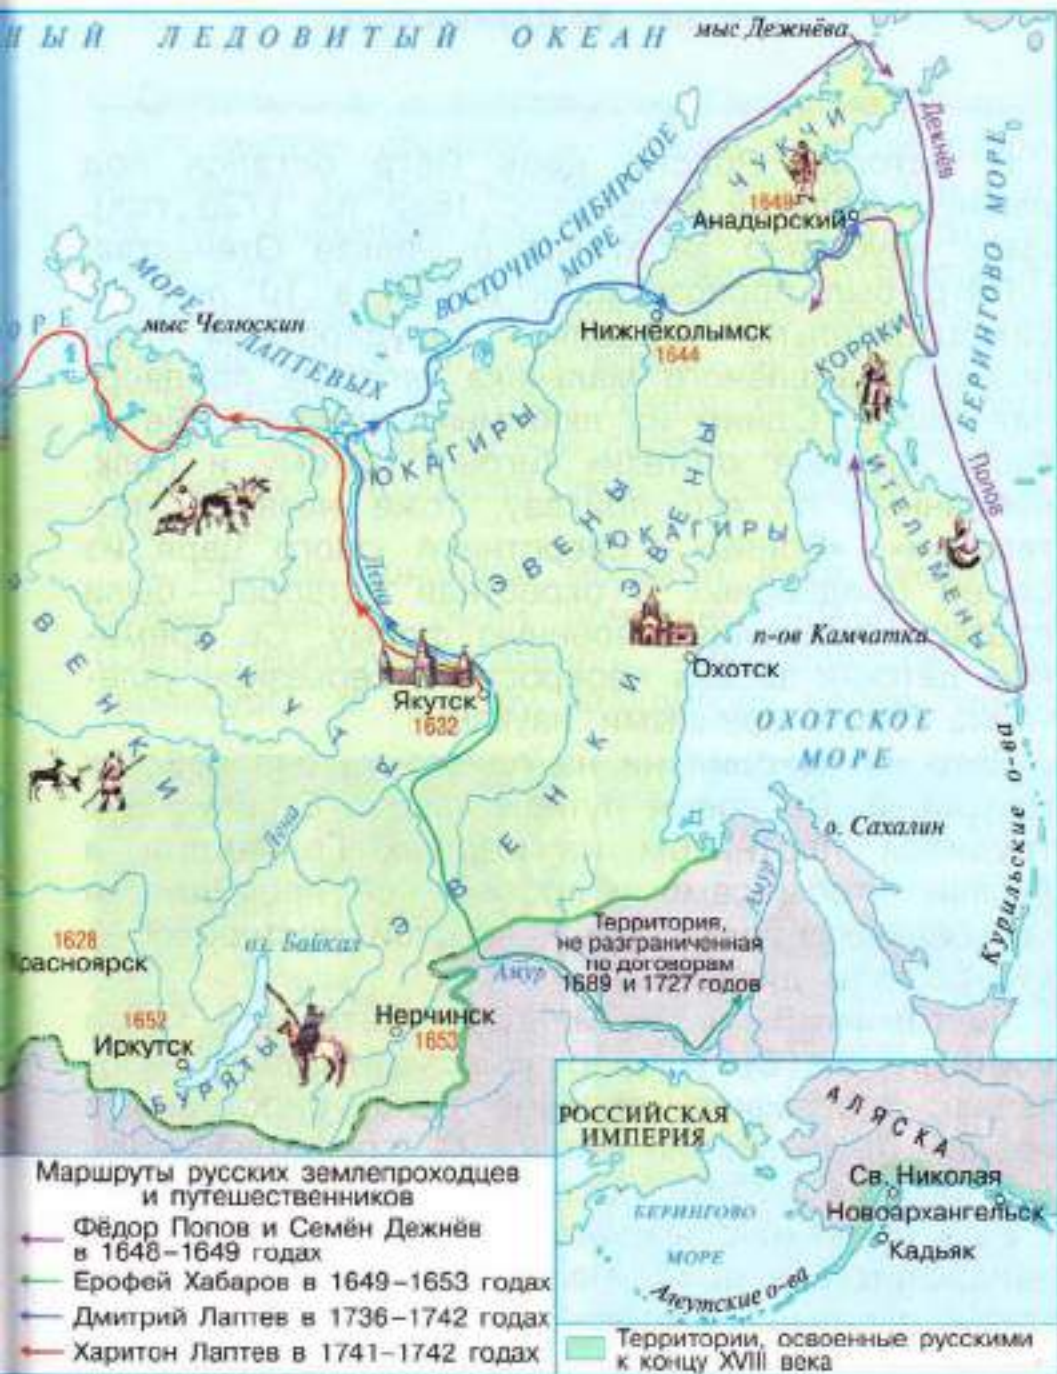 НЫЙ ЛЕДОВИТЫЙ ОКЕАН
мыс Дежнёва
Дежнёв
ЧУКЧИ
1649
Анадырский
БЕРИНГОВО МОРЕ
ВОСТОЧНО-СИБИРСКОЕ
МОРЕ
МОРЕ
ЛАПТЕВЫХ
ОРЕ
мыс Челюскин
Нижнеколымск
1644
КОРЯКИ
Попов
ИТЕЛЬМЕНЫ
ЮКАГИРЫ
ЭВЕНЫ
ЭВЕНЫ
ЮКАГИРЫ
Лена
ВЕНКИ
ЯКУТЫ
Якутск
1632
п-ов Камчатка
Охотск
ОХОТСКОЕ
МОРЕ
ЭВЕНКИ
о. Сахалин
Курильские о-ва
Лена
Амур
1628
расноярск
оз. Байкал
Территория,
не разграниченная
по договорам
1689 и 1727 годов
Амур
1652
Иркутск
Нерчинск
1653
БУРЯТЫ
РОССИЙСКАЯ
ИМПЕРИЯ
АЛЯСКА
Св. Николая
Новоархангельск
Кадьяк
БЕРИНГОВО
МОРЕ
Алеутские о-ва
Маршруты русских землепроходцев
и путешественников
Фёдор Попов и Семён Дежнёв
в 1648–1649 годах
Ерофей Хабаров в 1649–1653 годах
Дмитрий Лаптев в 1736–1742 годах
Харитон Лаптев в 1741–1742 годах
Территории, освоенные русскими
к концу XVIII века